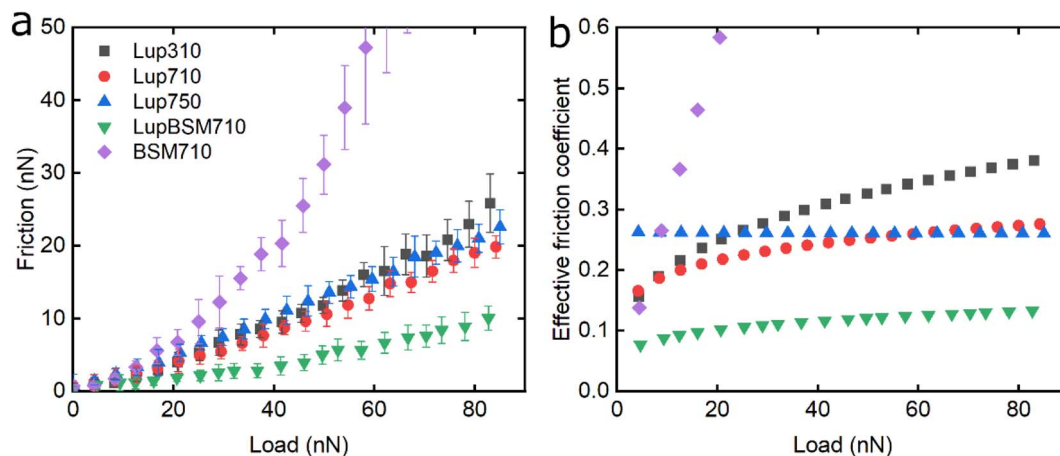 a
50
40
30
20
10
0
Friction (nN)
Lup310
Lup710
Lup750
LupBSM710
BSM710
0 20 40 60 80
Load (nN)
b
0.6
0.5
0.4
0.3
0.2
0.1
0.0
Effective friction coefficient
0 20 40 60 80
Load (nN)